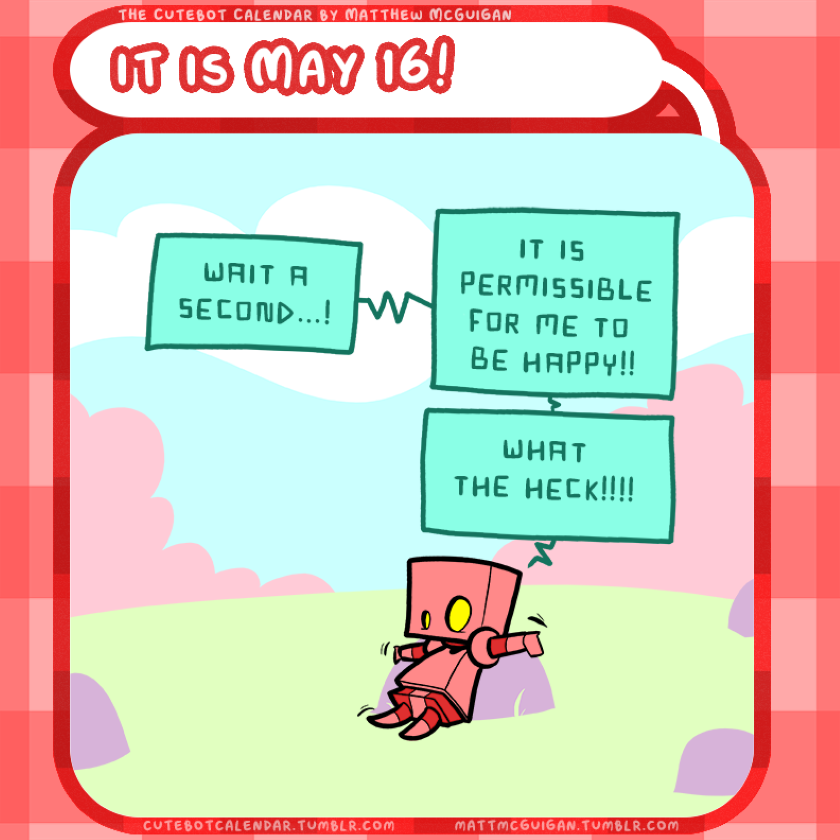 The Cutebot Calendar by Matthew McGuigan
IT IS MAY 16!
WAIT A
SECOND...!
IT IS
PERMISSIBLE
FOR ME TO
BE HAPPY!!
WHAT
THE HECK!!!!
cutebotcalendar.tumblr.com
mattmcguigan.tumblr.com